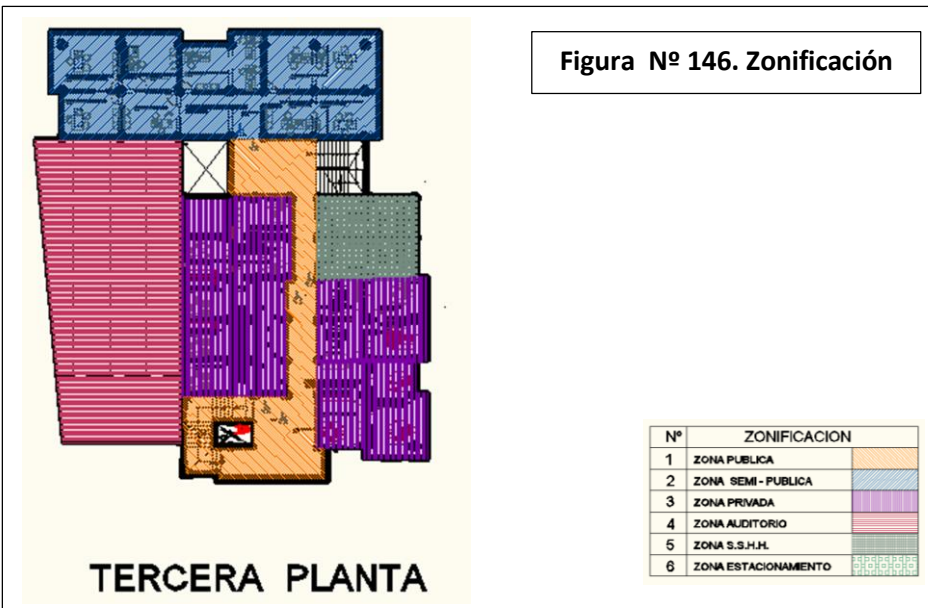 Figura Nº 146. Zonificación
TERCERA PLANTA
Nº ZONIFICACION
1 ZONA PUBLICA
2 ZONA SEMI - PUBLICA
3 ZONA PRIVADA
4 ZONA AUDITORIO
5 ZONA S.S.H.H.
6 ZONA ESTACIONAMIENTO